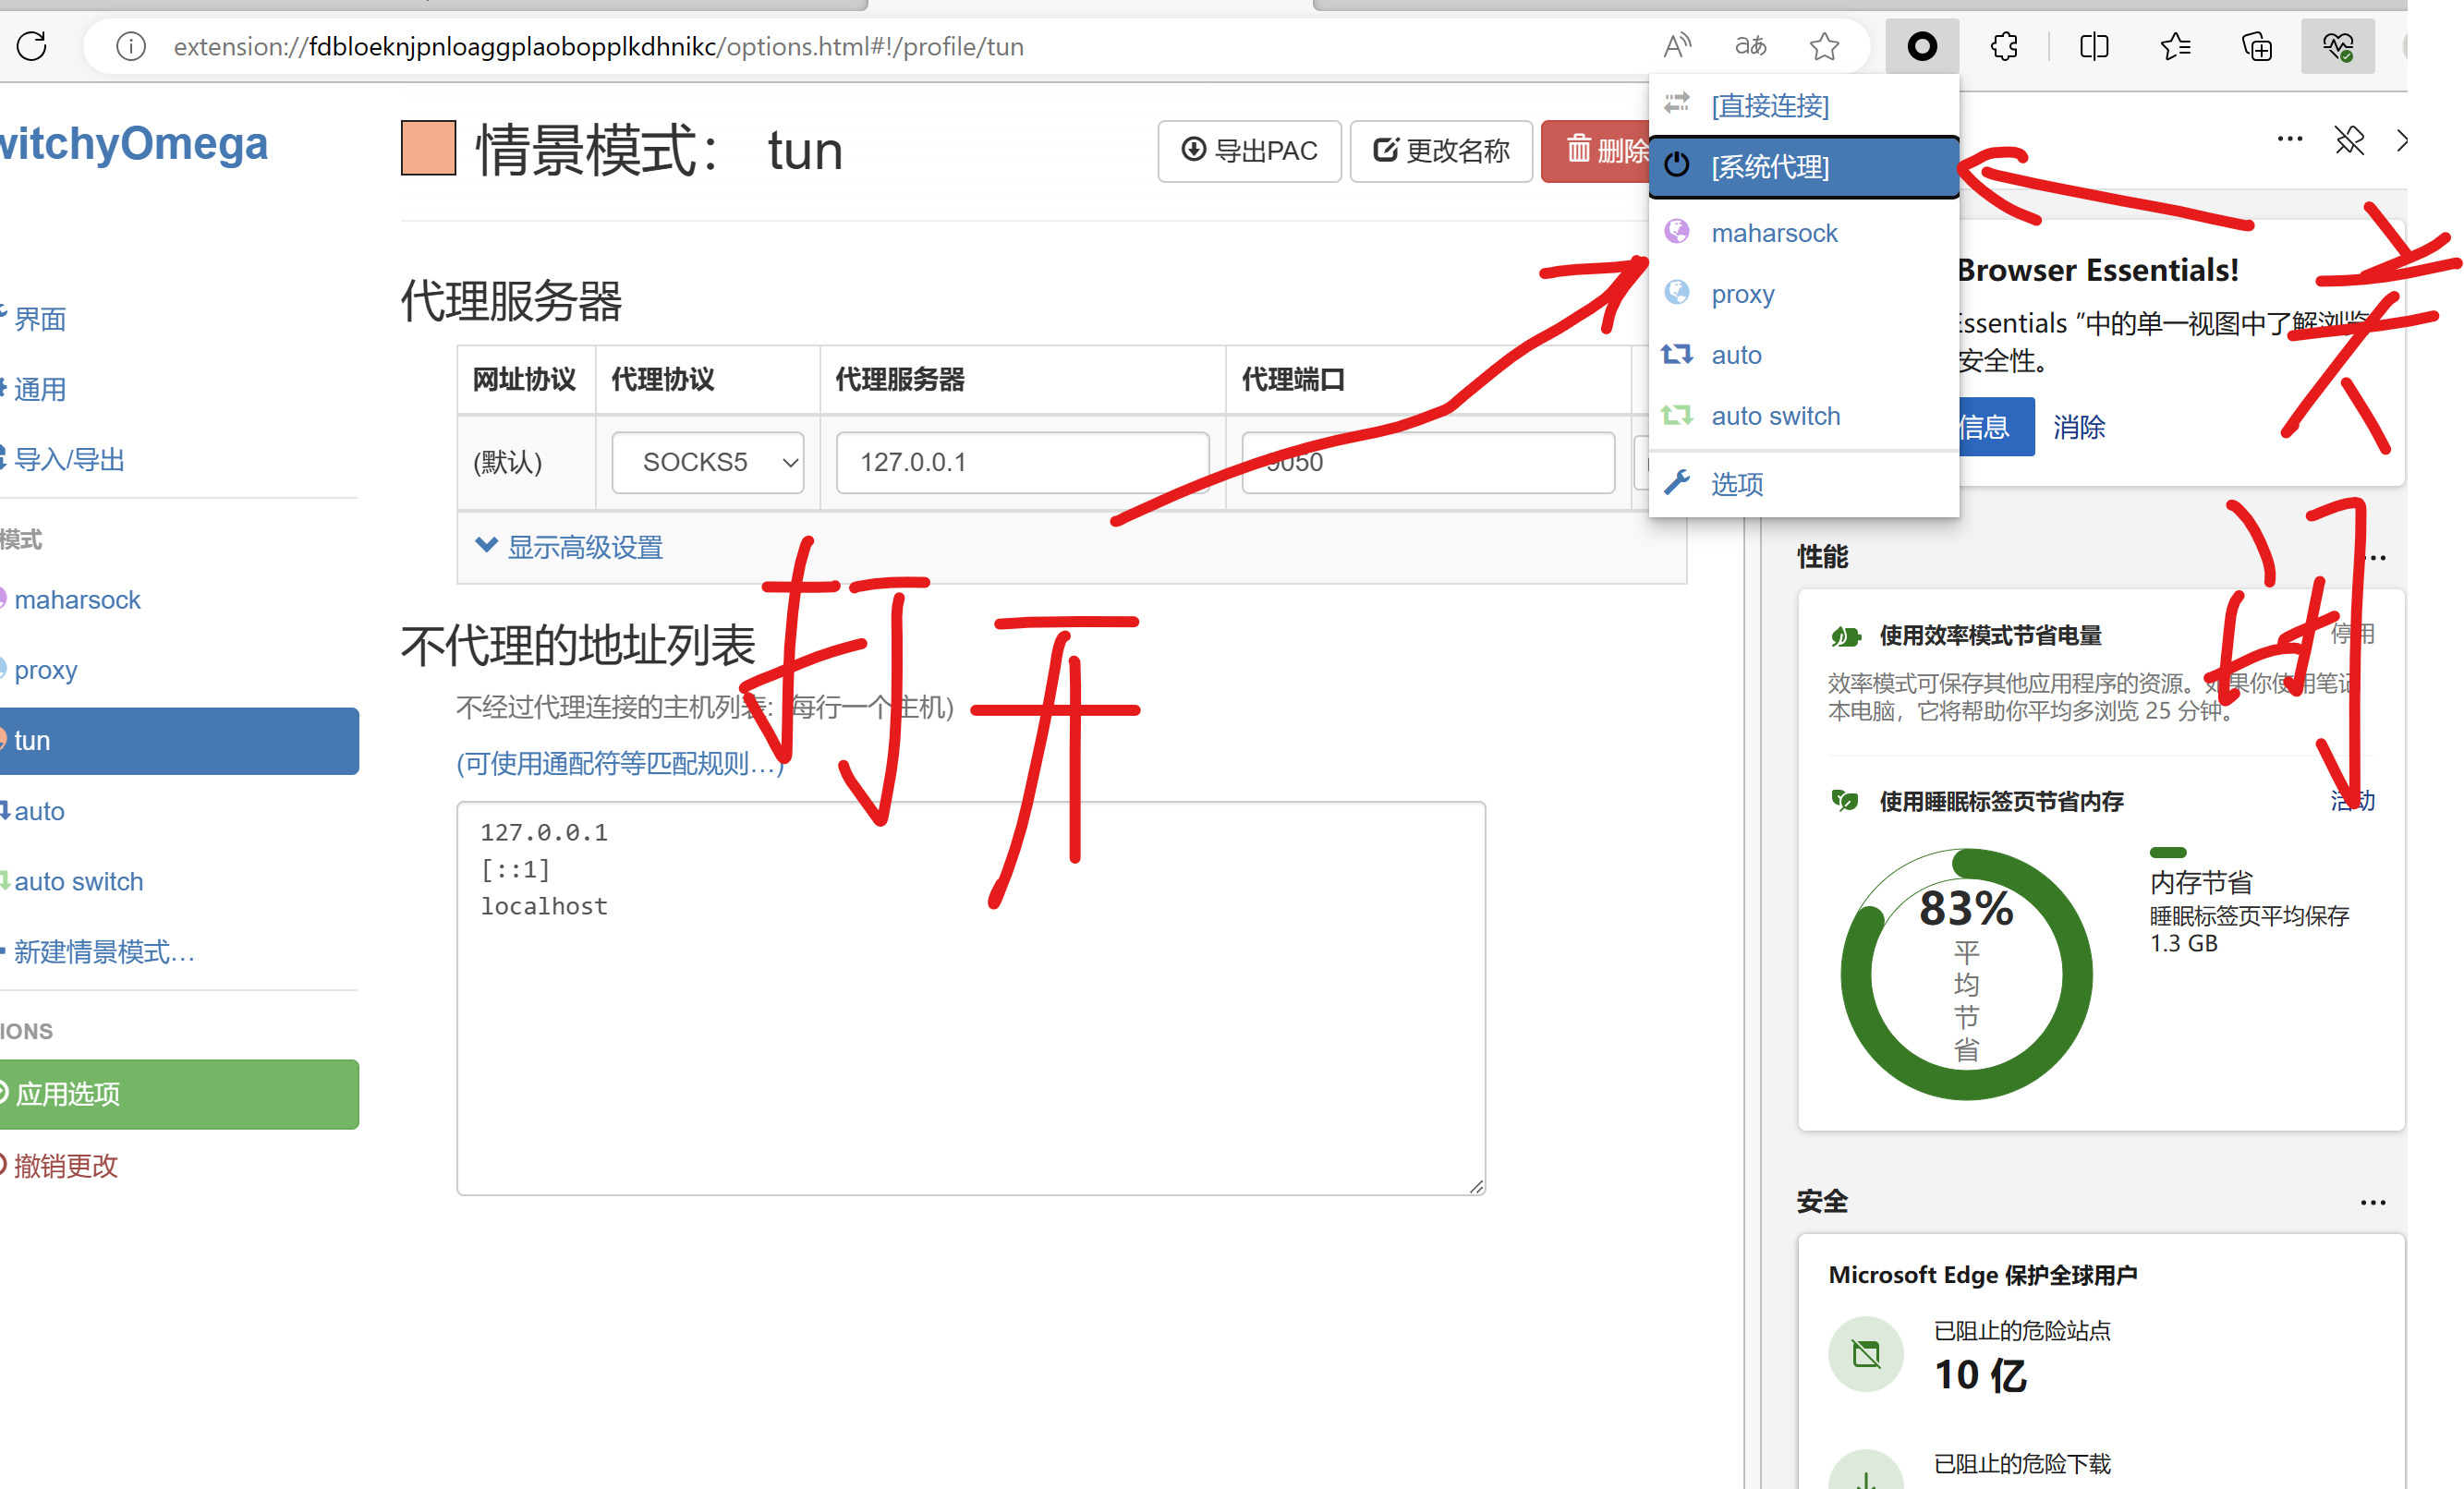 extension://fdbloeknjpnloaggplaobopplkdhnikc/options.html#!/profile/tun
witchyOmega
情景模式： tun
导出PAC
更改名称
删除
[直接连接]
[系统代理]
maharsock
proxy
auto
auto switch
选项
界面
通用
导入/导出
模式
maharsock
proxy
tun
auto
auto switch
新建情景模式…
IONS
应用选项
撤销更改
代理服务器
网址协议 代理协议 代理服务器 代理端口
(默认) SOCKS5 127.0.0.1 9050
显示高级设置
不代理的地址列表
不经过代理连接的主机列表: 每行一个主机)
(可使用通配符等匹配规则…)
127.0.0.1
[::1]
localhost
打开
关闭
Browser Essentials!
Essentials ”中的单一视图中了解浏览
安全性。
信息 消除
性能
使用效率模式节省电量 停用
效率模式可保存其他应用程序的资源。如果你使用笔记
本电脑，它将帮助你平均多浏览 25 分钟。
使用睡眠标签页节省内存 活动
83%
平均节省
内存节省
睡眠标签页平均保存
1.3 GB
安全
Microsoft Edge 保护全球用户
已阻止的危险站点
10 亿
已阻止的危险下载